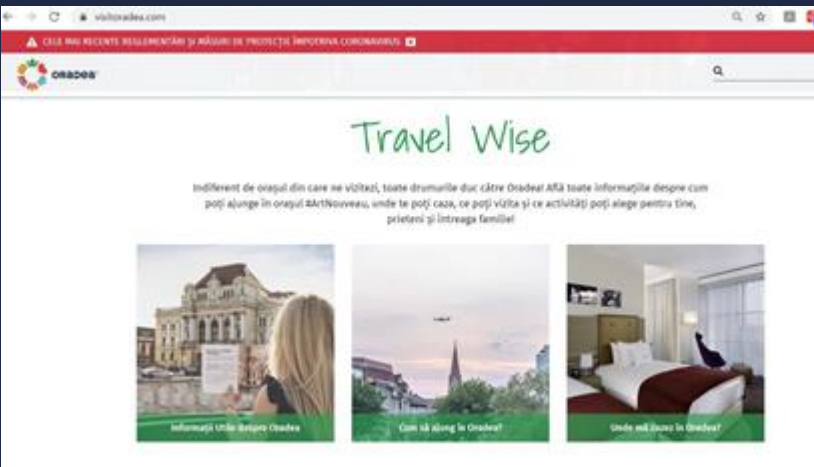 visitoradea.com
CELE MAI RECENTE REGLEMENTĂRI ȘI MĂSURI DE PROTECȚIE ÎMPOTRIVA CORONAVIRUS
ORADEA
Travel Wise
Indiferent de orașul din care ne vizitezi, toate drumurile duc către Oradea! Află toate informațiile despre cum
poți ajunge în orașul #ArtNouveau, unde te poți caza, ce poți vizita și ce activități poți alege pentru tine,
prieteni și întreaga familie!
Informații Utile despre Oradea
Cum să ajung în Oradea?
Unde mă cazez în Oradea?